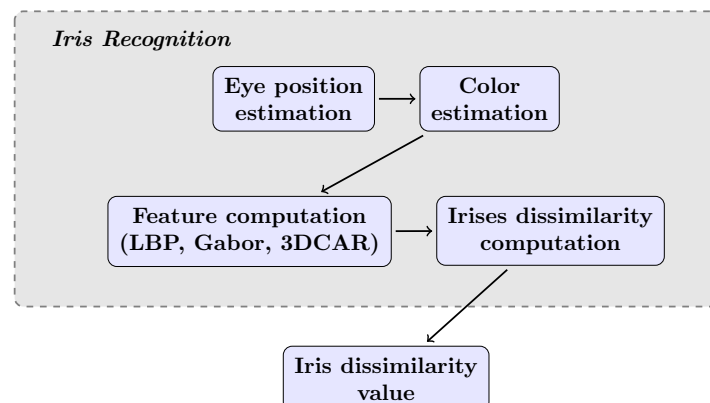 Iris Recognition
Eye position
estimation
Color
estimation
Feature computation
(LBP, Gabor, 3DCAR)
Irises dissimilarity
computation
Iris dissimilarity
value